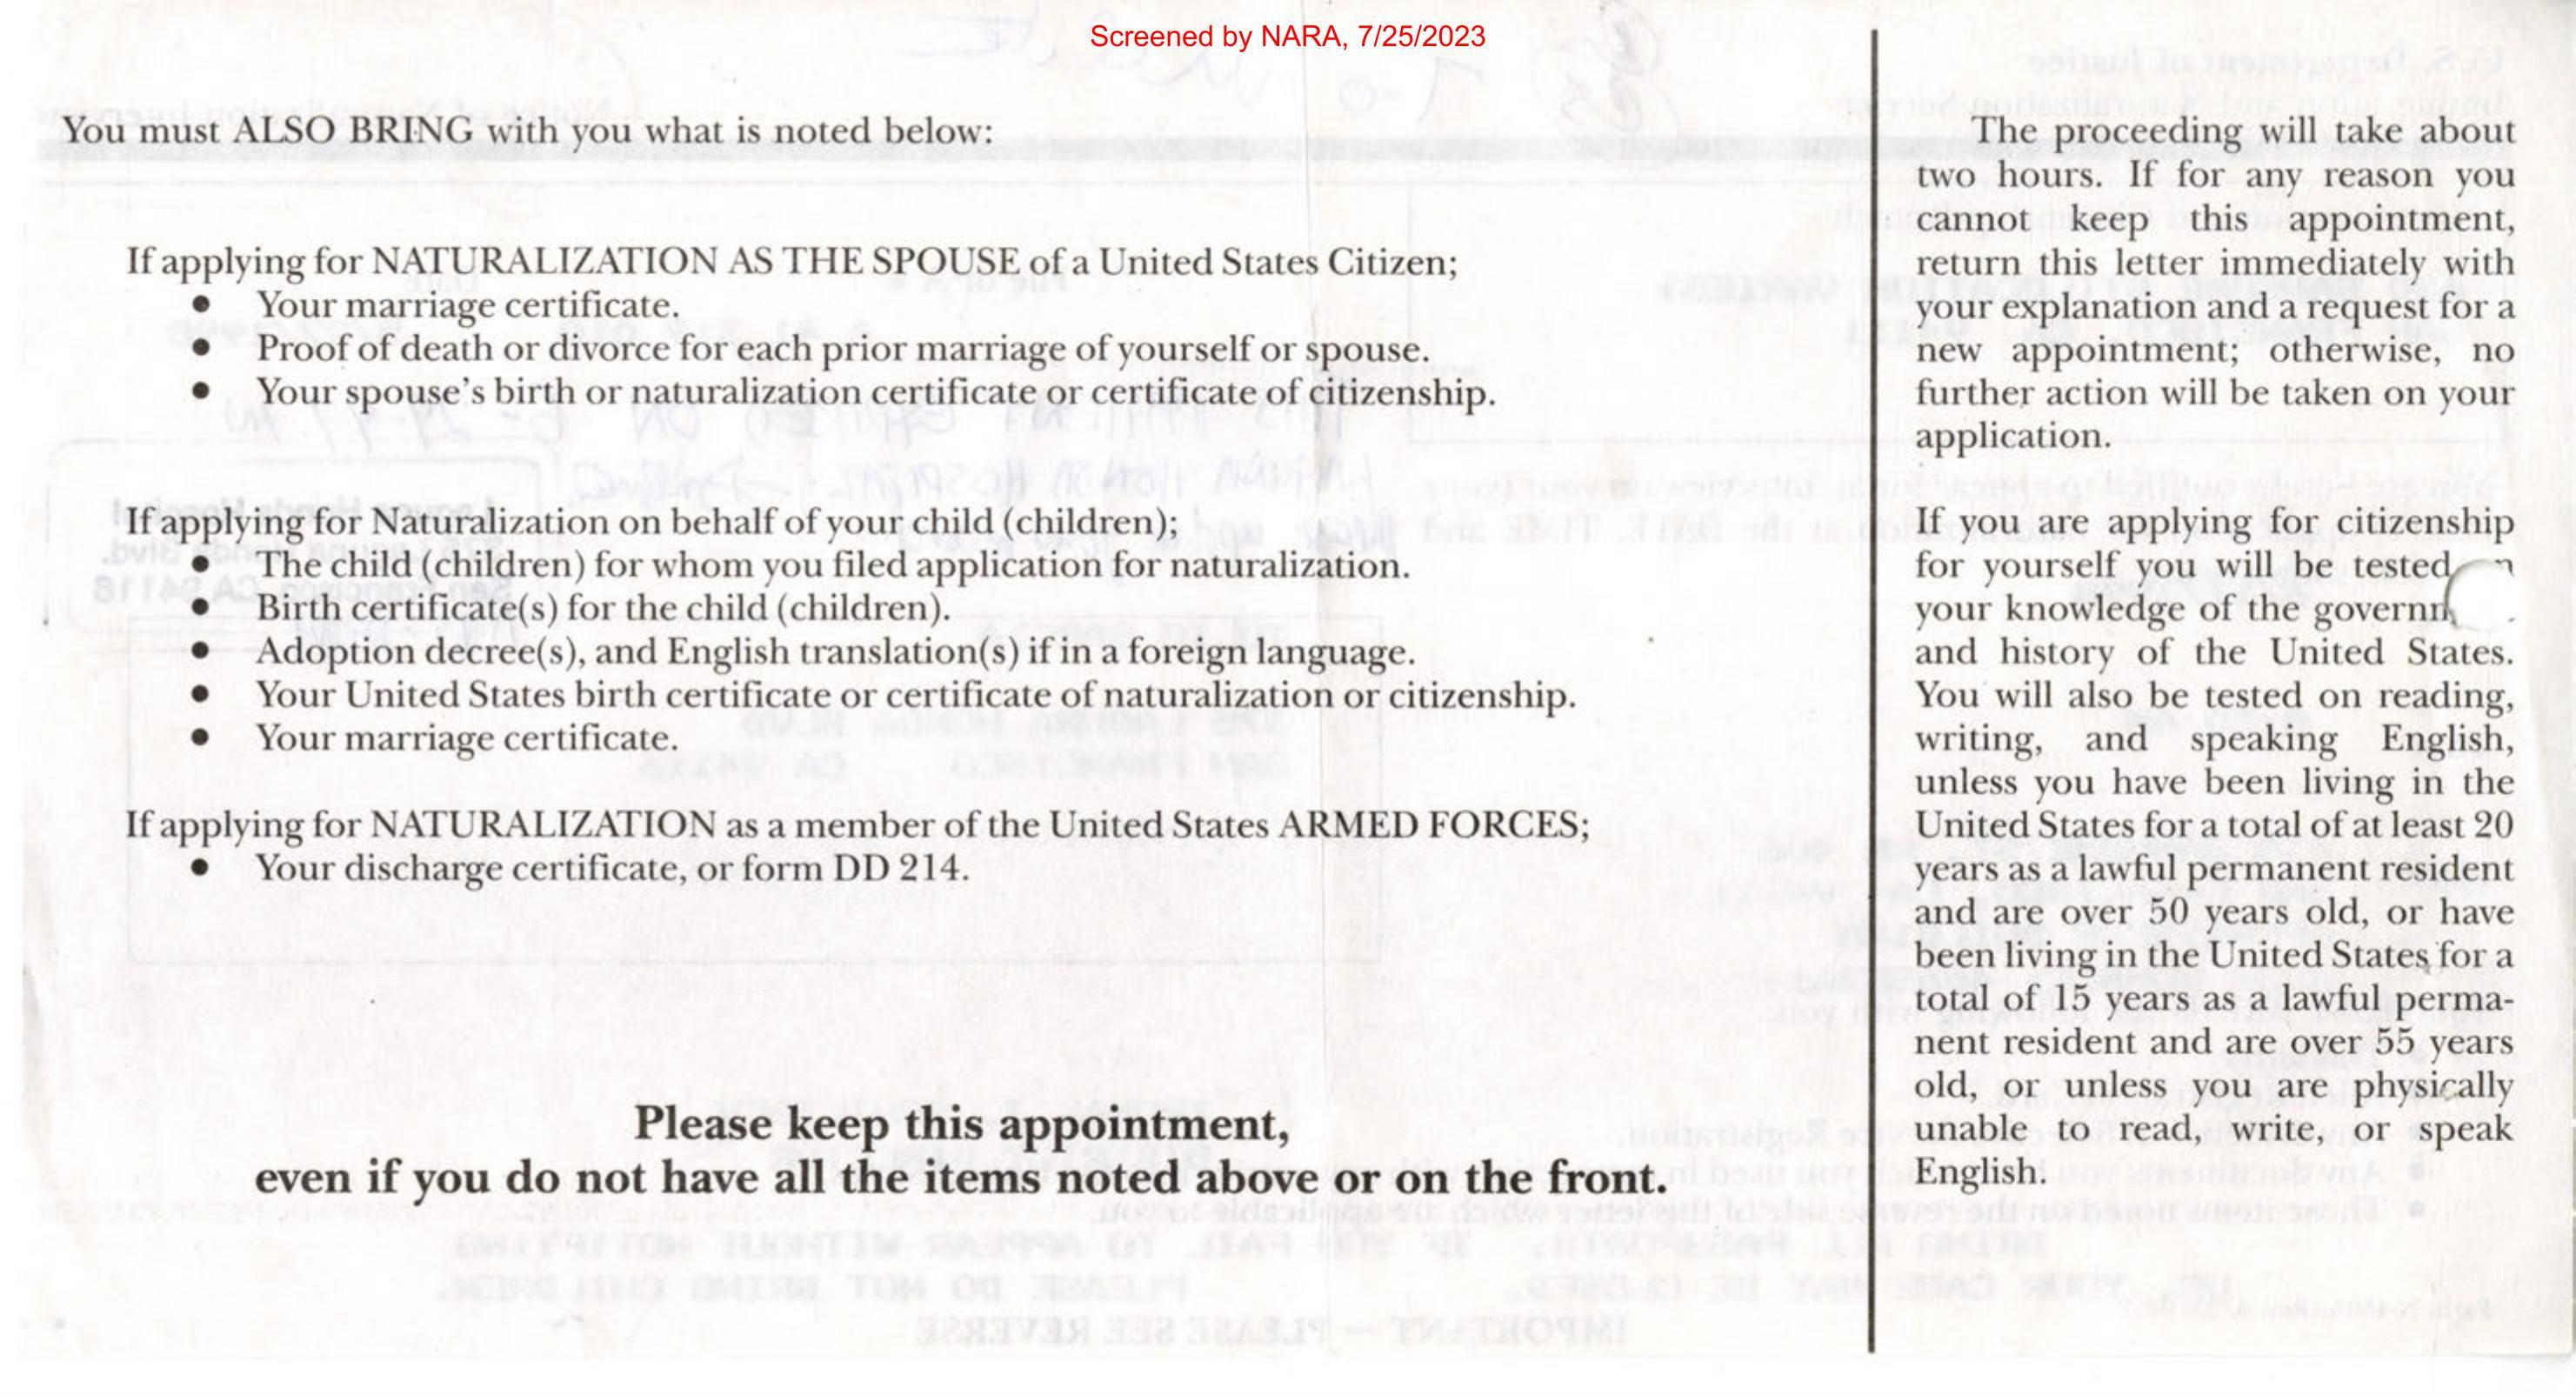 Screened by NARA, 7/25/2023
You must ALSO BRING with you what is noted below:
If applying for NATURALIZATION AS THE SPOUSE of a United States Citizen;
● Your marriage certificate.
● Proof of death or divorce for each prior marriage of yourself or spouse.
● Your spouse's birth or naturalization certificate or certificate of citizenship.
If applying for Naturalization on behalf of your child (children);
● The child (children) for whom you filed application for naturalization.
● Birth certificate(s) for the child (children).
● Adoption decree(s), and English translation(s) if in a foreign language.
● Your United States birth certificate or certificate of naturalization or citizenship.
● Your marriage certificate.
If applying for NATURALIZATION as a member of the United States ARMED FORCES;
● Your discharge certificate, or form DD 214.
Please keep this appointment,
even if you do not have all the items noted above or on the front.
The proceeding will take about
two hours. If for any reason you
cannot keep this appointment,
return this letter immediately with
your explanation and a request for a
new appointment; otherwise, no
further action will be taken on your
application.
If you are applying for citizenship
for yourself you will be tested
your knowledge of the
and history of the United States.
You will also be tested on reading,
writing, and speaking English,
unless you have been living in the
United States for a total of at least 20
years as a lawful permanent resident
and are over 50 years old, or have
been living in the United States for a
total of 15 years as a lawful perma-
nent resident and are over 55 years
old, or unless you are physically
unable to read, write, or speak
English.